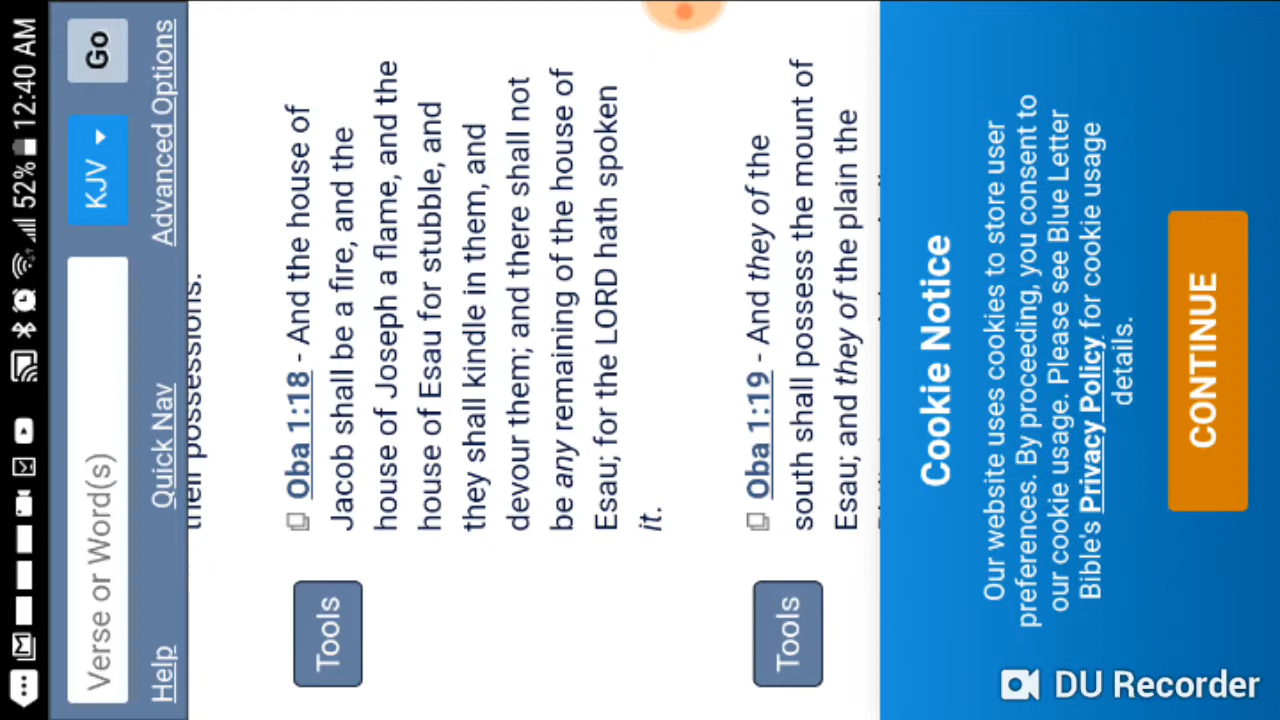 52% 12:40 AM
Verse or Word(s) KJV Go
Help Quick Nav Advanced Options
their possessions.
Tools Oba 1:18 - And the house of
Jacob shall be a fire, and the
house of Joseph a flame, and the
house of Esau for stubble, and
they shall kindle in them, and
devour them; and there shall not
be any remaining of the house of
Esau; for the LORD hath spoken
it.
Tools Oba 1:19 - And they of the
south shall possess the mount of
Esau; and they of the plain the
Cookie Notice
Our website uses cookies to store user
preferences. By proceeding, you consent to
our cookie usage. Please see Blue Letter
Bible's Privacy Policy for cookie usage
details.
CONTINUE
DU Recorder